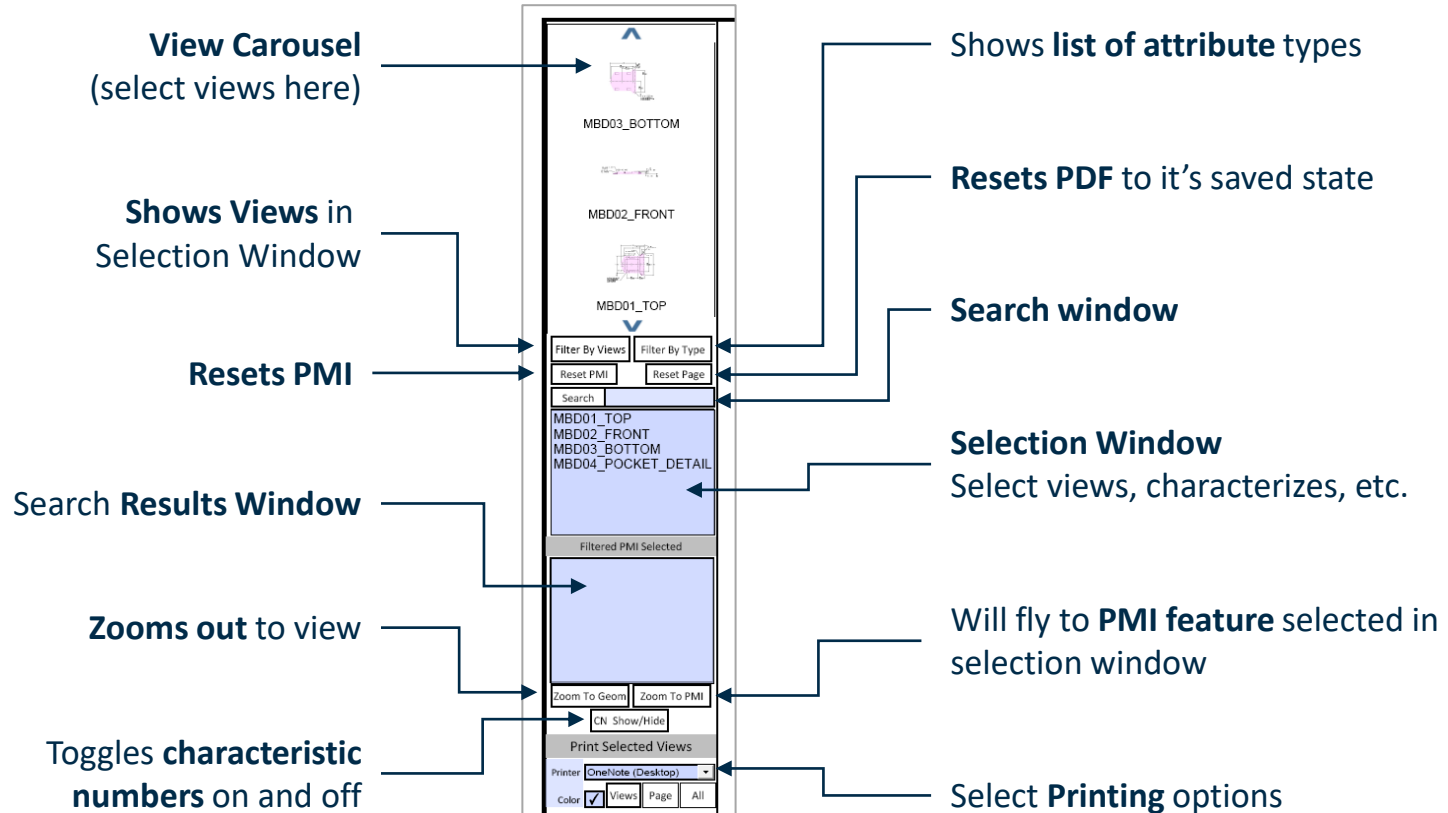 View Carousel
(select views here)
Shows Views in
Selection Window
Resets PMI
Search Results Window
Zooms out to view
Toggles characteristic
numbers on and off
MBD03_BOTTOM
MBD02_FRONT
MBD01_TOP
Filter By Views Filter By Type
Reset PMI Reset Page
Search
MBD01_TOP
MBD02_FRONT
MBD03_BOTTOM
MBD04_POCKET_DETAIL
Filtered PMI Selected
Zoom To Geom Zoom To PMI
CN Show/Hide
Print Selected Views
Printer OneNote (Desktop)
Color Views Page All
Shows list of attribute types
Resets PDF to it's saved state
Search window
Selection Window
Select views, characterizes, etc.
Will fly to PMI feature selected in
selection window
Select Printing options